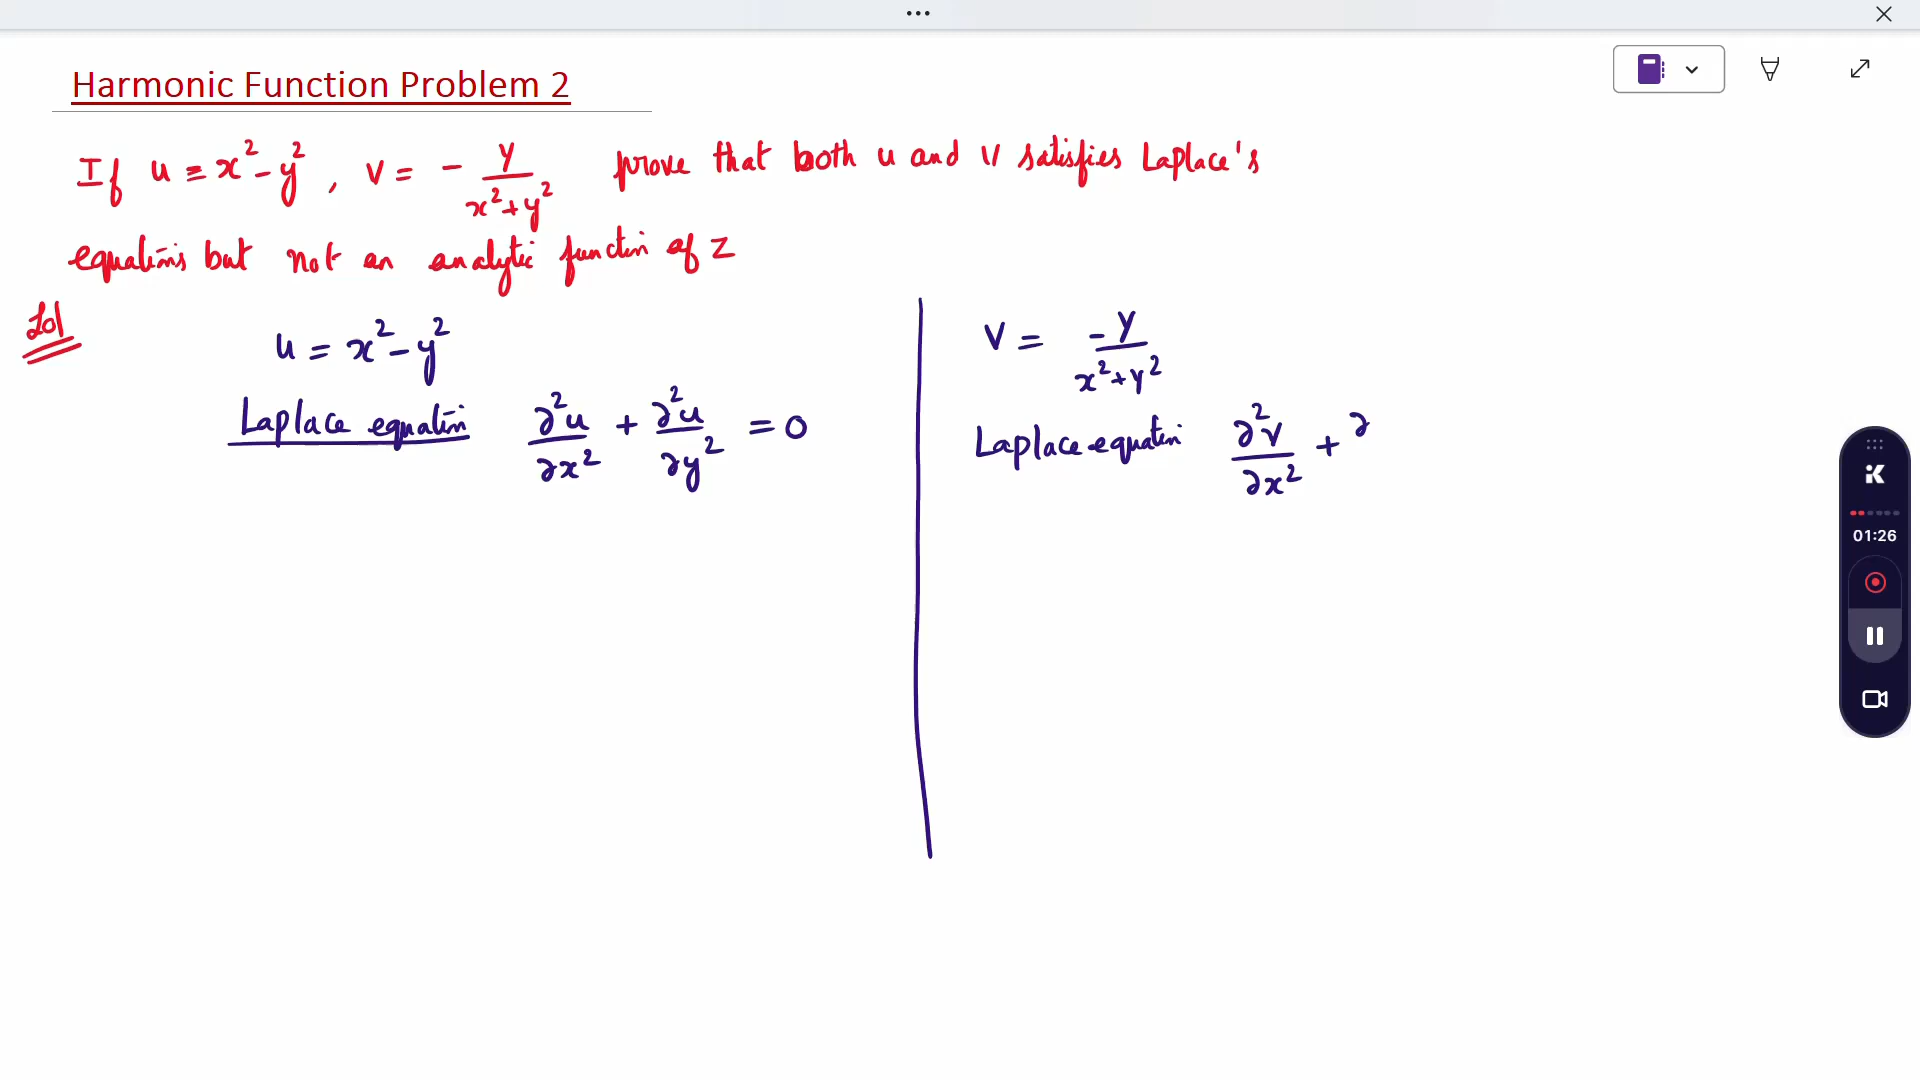 Harmonic Function Problem 2
If u = x² - y² , v = - y/(x² + y²) prove that both u and v satisfies Laplace's
equations but not an analytic function of z
Sol
u = x² - y²
Laplace equation ∂²u/∂x² + ∂²u/∂y² = 0
v = -y/(x² + y²)
Laplace equation ∂²v/∂x² + ∂
01:26